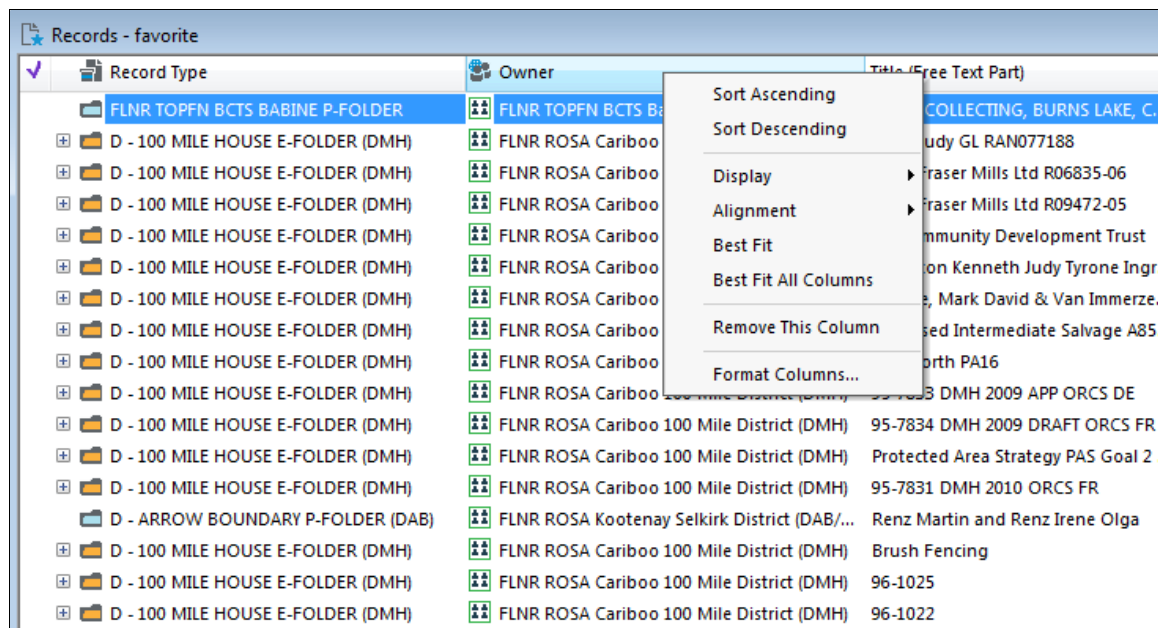 Records - favorite
Record Type Owner Title (Free Text Part)
FLNR TOPFN BCTS BABINE P-FOLDER FLNR TOPFN BCTS COLLECTING, BURNS LAKE, C...
D - 100 MILE HOUSE E-FOLDER (DMH) FLNR ROSA Cariboo GL RAN077188
D - 100 MILE HOUSE E-FOLDER (DMH) FLNR ROSA Cariboo Fraser Mills Ltd R06835-06
D - 100 MILE HOUSE E-FOLDER (DMH) FLNR ROSA Cariboo Fraser Mills Ltd R09472-05
D - 100 MILE HOUSE E-FOLDER (DMH) FLNR ROSA Cariboo Development Trust
D - 100 MILE HOUSE E-FOLDER (DMH) FLNR ROSA Cariboo Kenneth Judy Tyrone Ingr
D - 100 MILE HOUSE E-FOLDER (DMH) FLNR ROSA Cariboo Mark David & Van Immerze...
D - 100 MILE HOUSE E-FOLDER (DMH) FLNR ROSA Cariboo Intermediate Salvage A85
D - 100 MILE HOUSE E-FOLDER (DMH) FLNR ROSA Cariboo PA16
D - 100 MILE HOUSE E-FOLDER (DMH) FLNR ROSA Cariboo 100 Mile District (DMH) 95-7833 DMH 2009 APP ORCS DE
D - 100 MILE HOUSE E-FOLDER (DMH) FLNR ROSA Cariboo 100 Mile District (DMH) 95-7834 DMH 2009 DRAFT ORCS FR
D - 100 MILE HOUSE E-FOLDER (DMH) FLNR ROSA Cariboo 100 Mile District (DMH) Protected Area Strategy PAS Goal 2
D - 100 MILE HOUSE E-FOLDER (DMH) FLNR ROSA Cariboo 100 Mile District (DMH) 95-7831 DMH 2010 ORCS FR
D - ARROW BOUNDARY P-FOLDER (DAB) FLNR ROSA Kootenay Selkirk District (DAB/... Renz Martin and Renz Irene Olga
D - 100 MILE HOUSE E-FOLDER (DMH) FLNR ROSA Cariboo 100 Mile District (DMH) Brush Fencing
D - 100 MILE HOUSE E-FOLDER (DMH) FLNR ROSA Cariboo 100 Mile District (DMH) 96-1025
D - 100 MILE HOUSE E-FOLDER (DMH) FLNR ROSA Cariboo 100 Mile District (DMH) 96-1022
Sort Ascending
Sort Descending
Display
Alignment
Best Fit
Best Fit All Columns
Remove This Column
Format Columns...